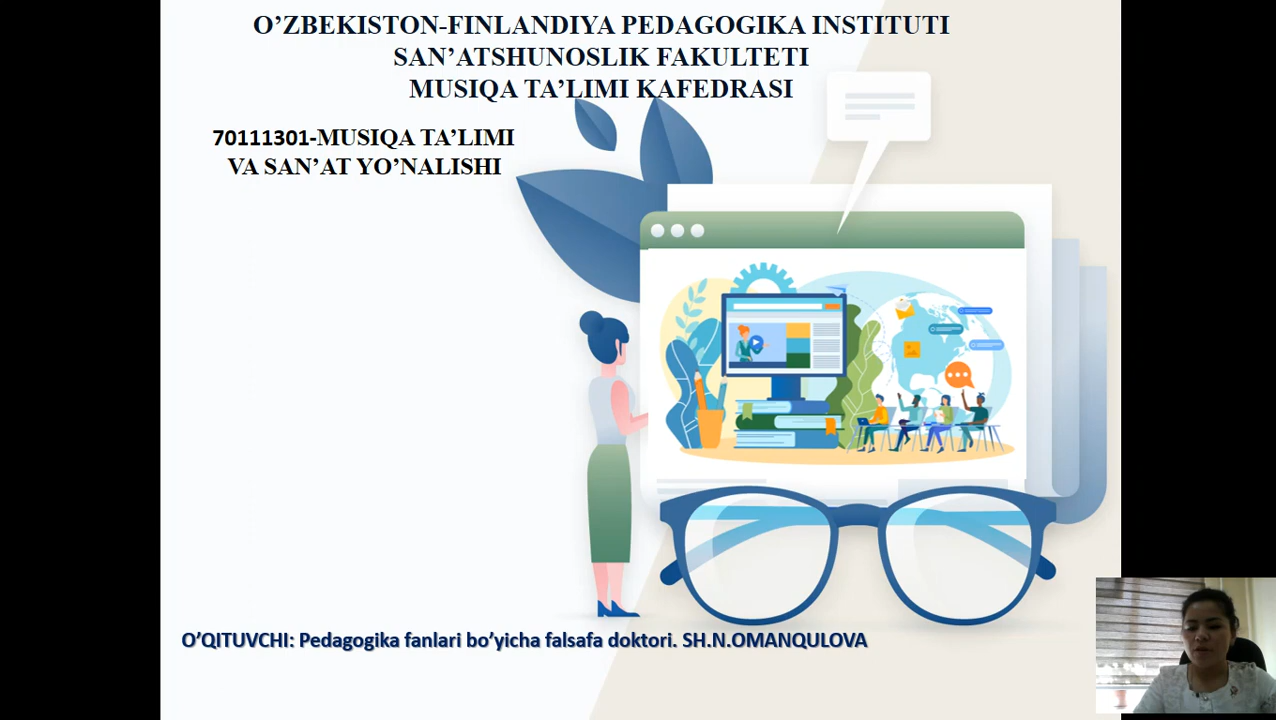 O’ZBEKISTON-FINLANDIYA PEDAGOGIKA INSTITUTI
SAN’ATSHUNOSLIK FAKULTETI
MUSIQA TA’LIMI KAFEDRASI
70111301-MUSIQA TA’LIMI
VA SAN’AT YO’NALISHI
O’QITUVCHI: Pedagogika fanlari bo’yicha falsafa doktori. SH.N.OMANQULOVA